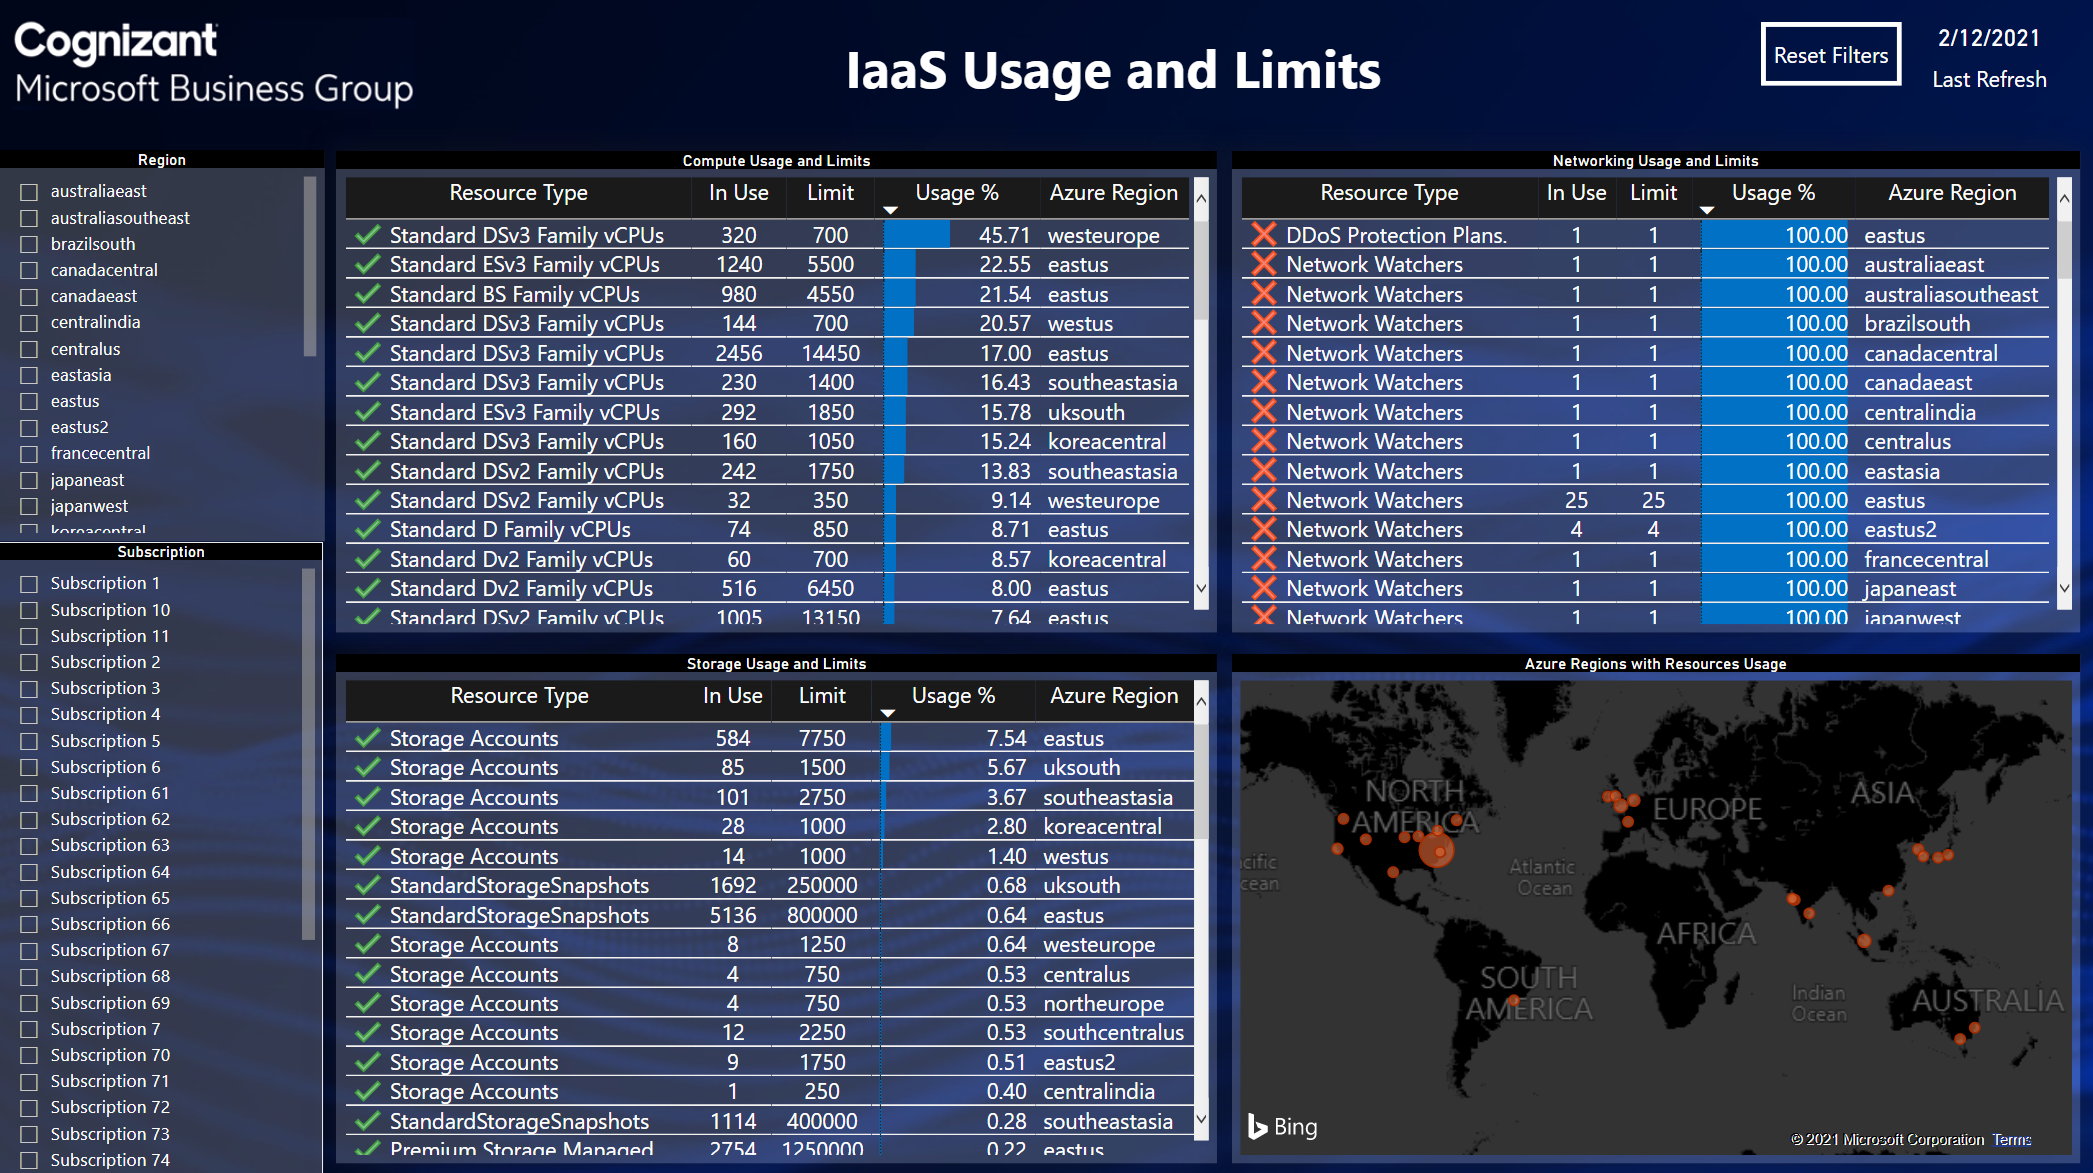 Cognizant
Microsoft Business Group
IaaS Usage and Limits
Reset Filters
2/12/2021
Last Refresh
Region
australiaeast
australiasoutheast
brazilsouth
canadacentral
canadaeast
centralindia
centralus
eastasia
eastus
eastus2
francecentral
japaneast
japanwest
koreacentral
Subscription
Subscription 1
Subscription 10
Subscription 11
Subscription 2
Subscription 3
Subscription 4
Subscription 5
Subscription 6
Subscription 61
Subscription 62
Subscription 63
Subscription 64
Subscription 65
Subscription 66
Subscription 67
Subscription 68
Subscription 69
Subscription 7
Subscription 70
Subscription 71
Subscription 72
Subscription 73
Subscription 74
Compute Usage and Limits
Resource Type In Use Limit Usage % Azure Region
Standard DSv3 Family vCPUs 320 700 45.71 westeurope
Standard ESv3 Family vCPUs 1240 5500 22.55 eastus
Standard BS Family vCPUs 980 4550 21.54 eastus
Standard DSv3 Family vCPUs 144 700 20.57 westus
Standard DSv3 Family vCPUs 2456 14450 17.00 eastus
Standard DSv3 Family vCPUs 230 1400 16.43 southeastasia
Standard ESv3 Family vCPUs 292 1850 15.78 uksouth
Standard DSv3 Family vCPUs 160 1050 15.24 koreacentral
Standard DSv2 Family vCPUs 242 1750 13.83 southeastasia
Standard DSv2 Family vCPUs 32 350 9.14 westeurope
Standard D Family vCPUs 74 850 8.71 eastus
Standard Dv2 Family vCPUs 60 700 8.57 koreacentral
Standard Dv2 Family vCPUs 516 6450 8.00 eastus
Standard DSv2 Family vCPUs 1005 13150 7.64 eastus
Networking Usage and Limits
Resource Type In Use Limit Usage % Azure Region
DDoS Protection Plans. 1 1 100.00 eastus
Network Watchers 1 1 100.00 australiaeast
Network Watchers 1 1 100.00 australiasoutheast
Network Watchers 1 1 100.00 brazilsouth
Network Watchers 1 1 100.00 canadacentral
Network Watchers 1 1 100.00 canadaeast
Network Watchers 1 1 100.00 centralindia
Network Watchers 1 1 100.00 centralus
Network Watchers 1 1 100.00 eastasia
Network Watchers 25 25 100.00 eastus
Network Watchers 4 4 100.00 eastus2
Network Watchers 1 1 100.00 francecentral
Network Watchers 1 1 100.00 japaneast
Network Watchers 1 1 100.00 japanwest
Storage Usage and Limits
Resource Type In Use Limit Usage % Azure Region
Storage Accounts 584 7750 7.54 eastus
Storage Accounts 85 1500 5.67 uksouth
Storage Accounts 101 2750 3.67 southeastasia
Storage Accounts 28 1000 2.80 koreacentral
Storage Accounts 14 1000 1.40 westus
StandardStorageSnapshots 1692 250000 0.68 uksouth
StandardStorageSnapshots 5136 800000 0.64 eastus
Storage Accounts 8 1250 0.64 westeurope
Storage Accounts 4 750 0.53 centralus
Storage Accounts 4 750 0.53 northeurope
Storage Accounts 12 2250 0.53 southcentralus
Storage Accounts 9 1750 0.51 eastus2
Storage Accounts 1 250 0.40 centralindia
StandardStorageSnapshots 1114 400000 0.28 southeastasia
Premium Storage Managed 2754 1250000 0.22 eastus
Azure Regions with Resources Usage
NORTH
AMERICA
EUROPE
ASIA
cific
cean
Atlantic
Ocean
AFRICA
SOUTH
AMERICA
Indian
Ocean
AUSTRALIA
Bing
© 2021 Microsoft Corporation Terms